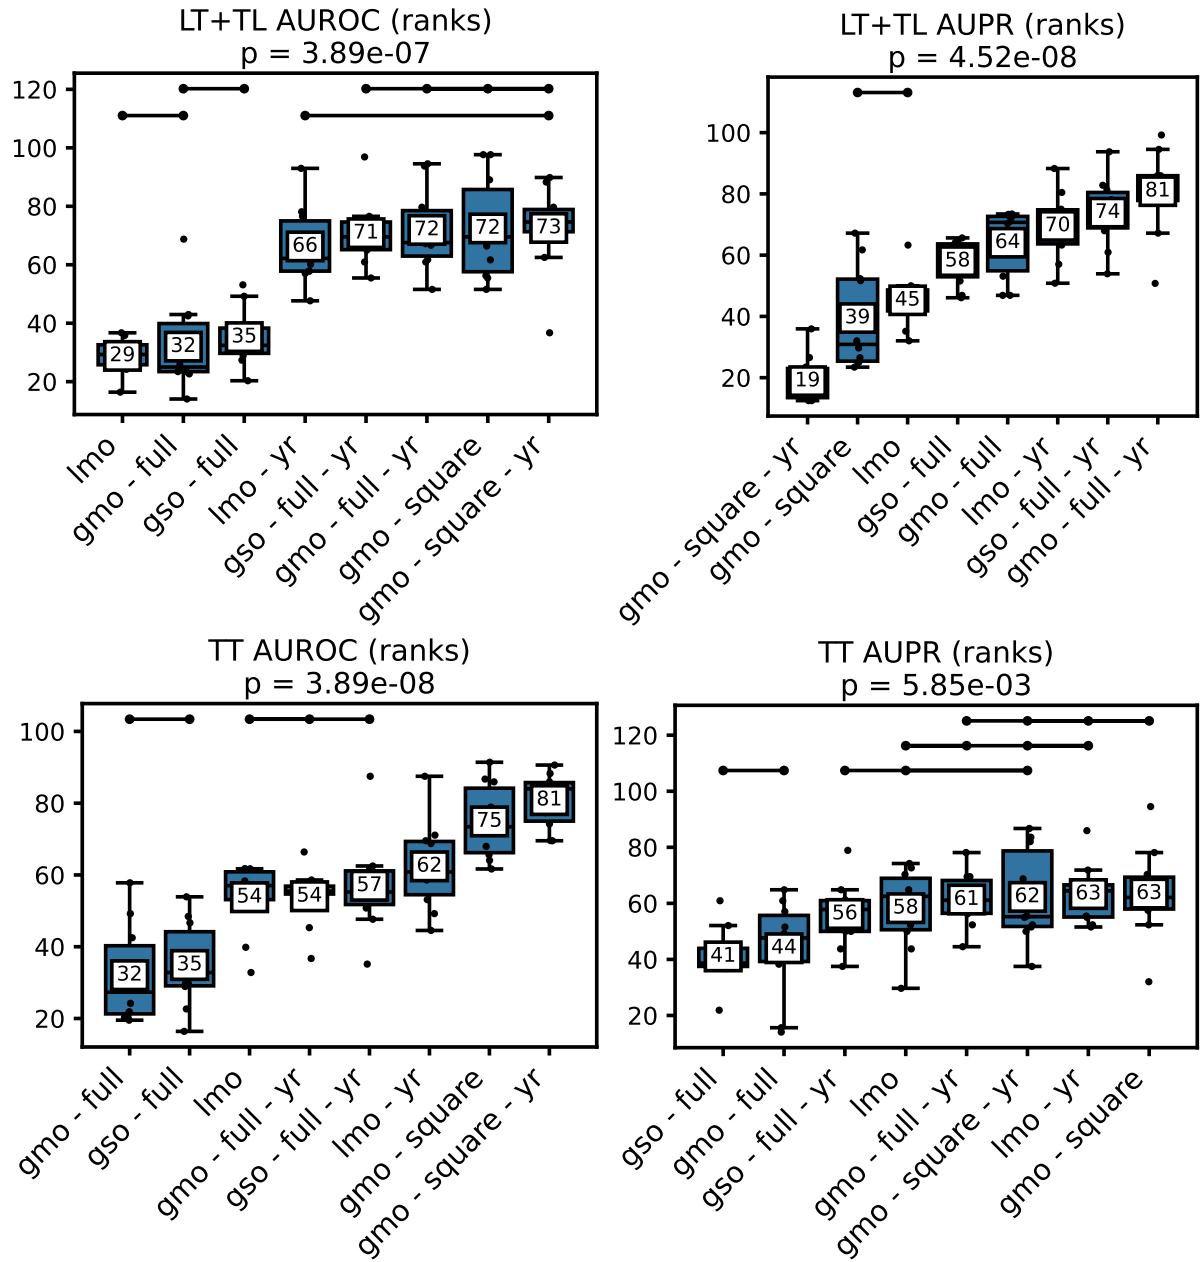 LT+TL AUROC (ranks)
p = 3.89e-07
120
100
80
60
40
20
29
32
35
66
71
72
72
73
lmo
gmo - full
gso - full
lmo - yr
gso - full - yr
gmo - full - yr
gmo - square
gmo - square - yr
LT+TL AUPR (ranks)
p = 4.52e-08
100
80
60
40
20
19
39
45
58
64
70
74
81
gmo - square - yr
gmo - square
lmo
gso - full
gmo - full
lmo - yr
gso - full - yr
gmo - full - yr
TT AUROC (ranks)
p = 3.89e-08
100
80
60
40
20
32
35
54
54
57
62
75
81
gmo - full
gso - full
lmo
gmo - full - yr
gso - full - yr
lmo - yr
gmo - square
gmo - square - yr
TT AUPR (ranks)
p = 5.85e-03
120
100
80
60
40
20
41
44
56
58
61
62
63
63
gso - full
gmo - full
gso - full - yr
lmo
gmo - full - yr
gmo - square - yr
lmo - yr
gmo - square